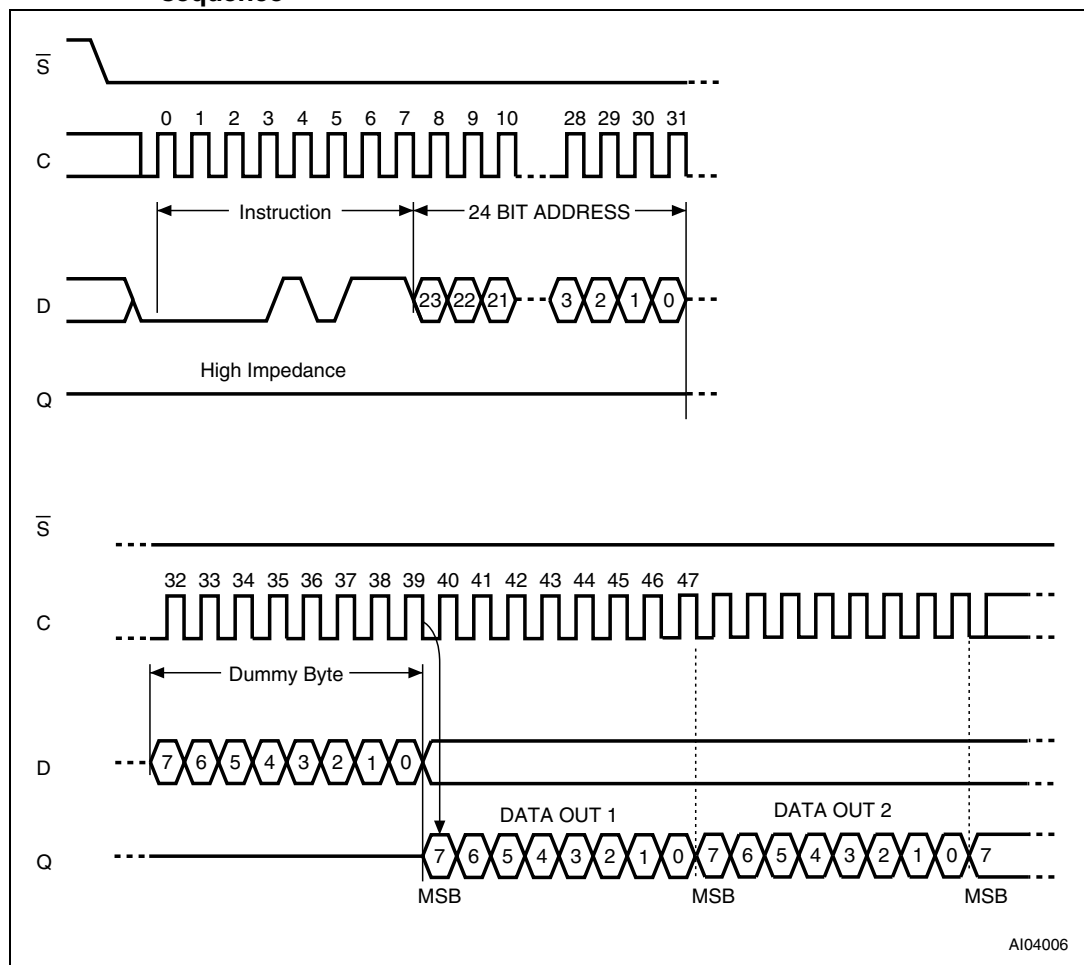 sequence
S
0 1 2 3 4 5 6 7 8 9 10 28 29 30 31
C
Instruction 24 BIT ADDRESS
D 23 22 21 3 2 1 0
High Impedance
Q
S
32 33 34 35 36 37 38 39 40 41 42 43 44 45 46 47
C
Dummy Byte
D 7 6 5 4 3 2 1 0
DATA OUT 1 DATA OUT 2
Q 7 6 5 4 3 2 1 0 7 6 5 4 3 2 1 0 7
MSB MSB MSB
AI04006